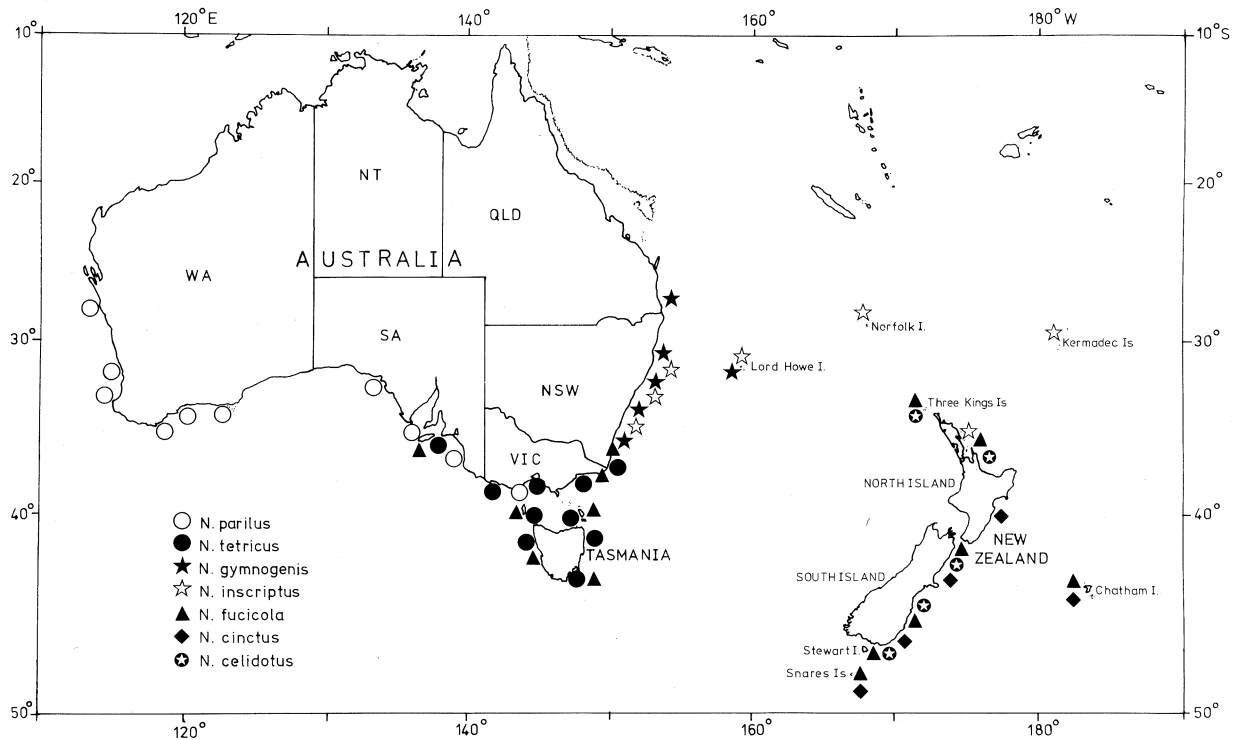 120°E 140° 160° 180°W
10° 10°S
NT
20° 20°
QLD
AUSTRALIA
WA
Norfolk I.
30° SA 30°
Kermadec Is
Lord Howe I.
NSW
Three Kings Is
VIC
NORTH ISLAND
40° 40°
N. parilus
N. tetricus
N. gymnogenis
N. inscriptus
N. fucicola
N. cinctus
N. celidotus
TASMANIA
NEW
ZEALAND
SOUTH ISLAND
Chatham I.
Stewart I.
Snares Is
50° 50°
120° 140° 160° 180°